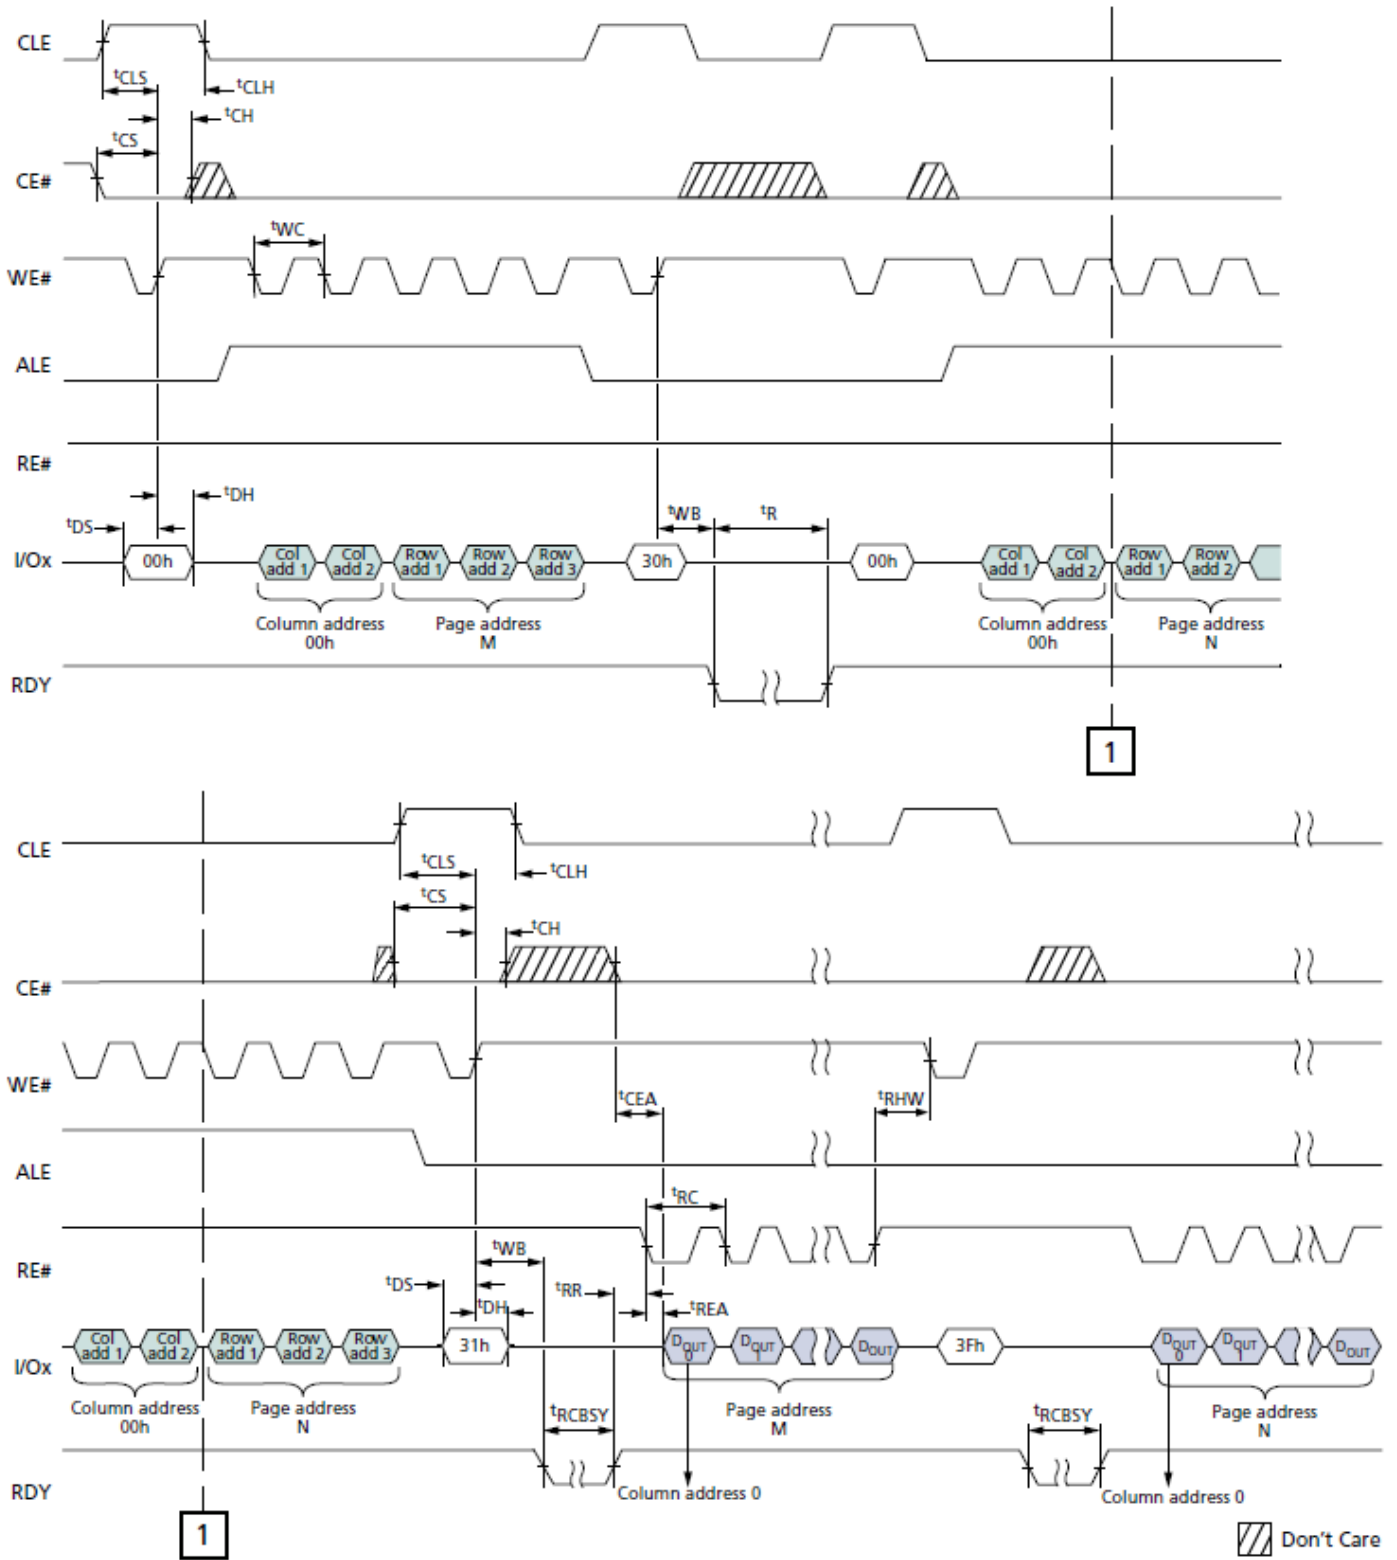 CLE
tCLS
tCLH
tCH
tCS
CE#
tWC
WE#
ALE
RE#
tDH
tDS
tWB
tR
I/Ox
00h
Col add 1
Col add 2
Row add 1
Row add 2
Row add 3
30h
00h
Col add 1
Col add 2
Row add 1
Row add 2
Column address 00h
Page address M
Column address 00h
Page address N
RDY
1
CLE
tCLS
tCLH
tCS
tCH
CE#
WE#
tCEA
tRHW
ALE
tRC
RE#
tWB
tDS
tRR
tDH
tREA
I/Ox
Col add 1
Col add 2
Row add 1
Row add 2
Row add 3
31h
DOUT 0
DOUT 1
DOUT
3Fh
DOUT 0
DOUT 1
DOUT
Column address 00h
Page address N
tRCBSY
Page address M
tRCBSY
Page address N
RDY
Column address 0
Column address 0
1
Don't Care